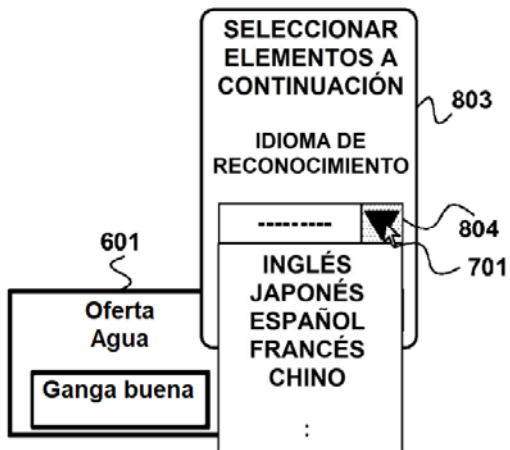 SELECCIONAR
ELEMENTOS A
CONTINUACIÓN
803
IDIOMA DE
RECONOCIMIENTO
---------
804
701
601
INGLÉS
JAPONÉS
ESPAÑOL
FRANCÉS
CHINO
:
Oferta
Agua
Ganga buena